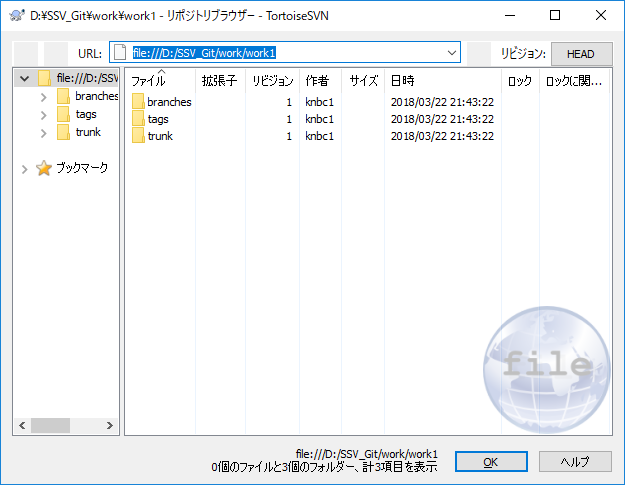 D:¥SSV_Git¥work¥work1 - リポジトリブラウザー - TortoiseSVN
URL: file:///D:/SSV_Git/work/work1 リビジョン: HEAD
file:///D:/SSV
branches
tags
trunk
ブックマーク
ファイル 拡張子 リビジョン 作者 サイズ 日時 ロック ロックに関...
branches 1 knbc1 2018/03/22 21:43:22
tags 1 knbc1 2018/03/22 21:43:22
trunk 1 knbc1 2018/03/22 21:43:22
file
file:///D:/SSV_Git/work/work1
0個のファイルと3個のフォルダー、計3項目を表示
OK ヘルプ